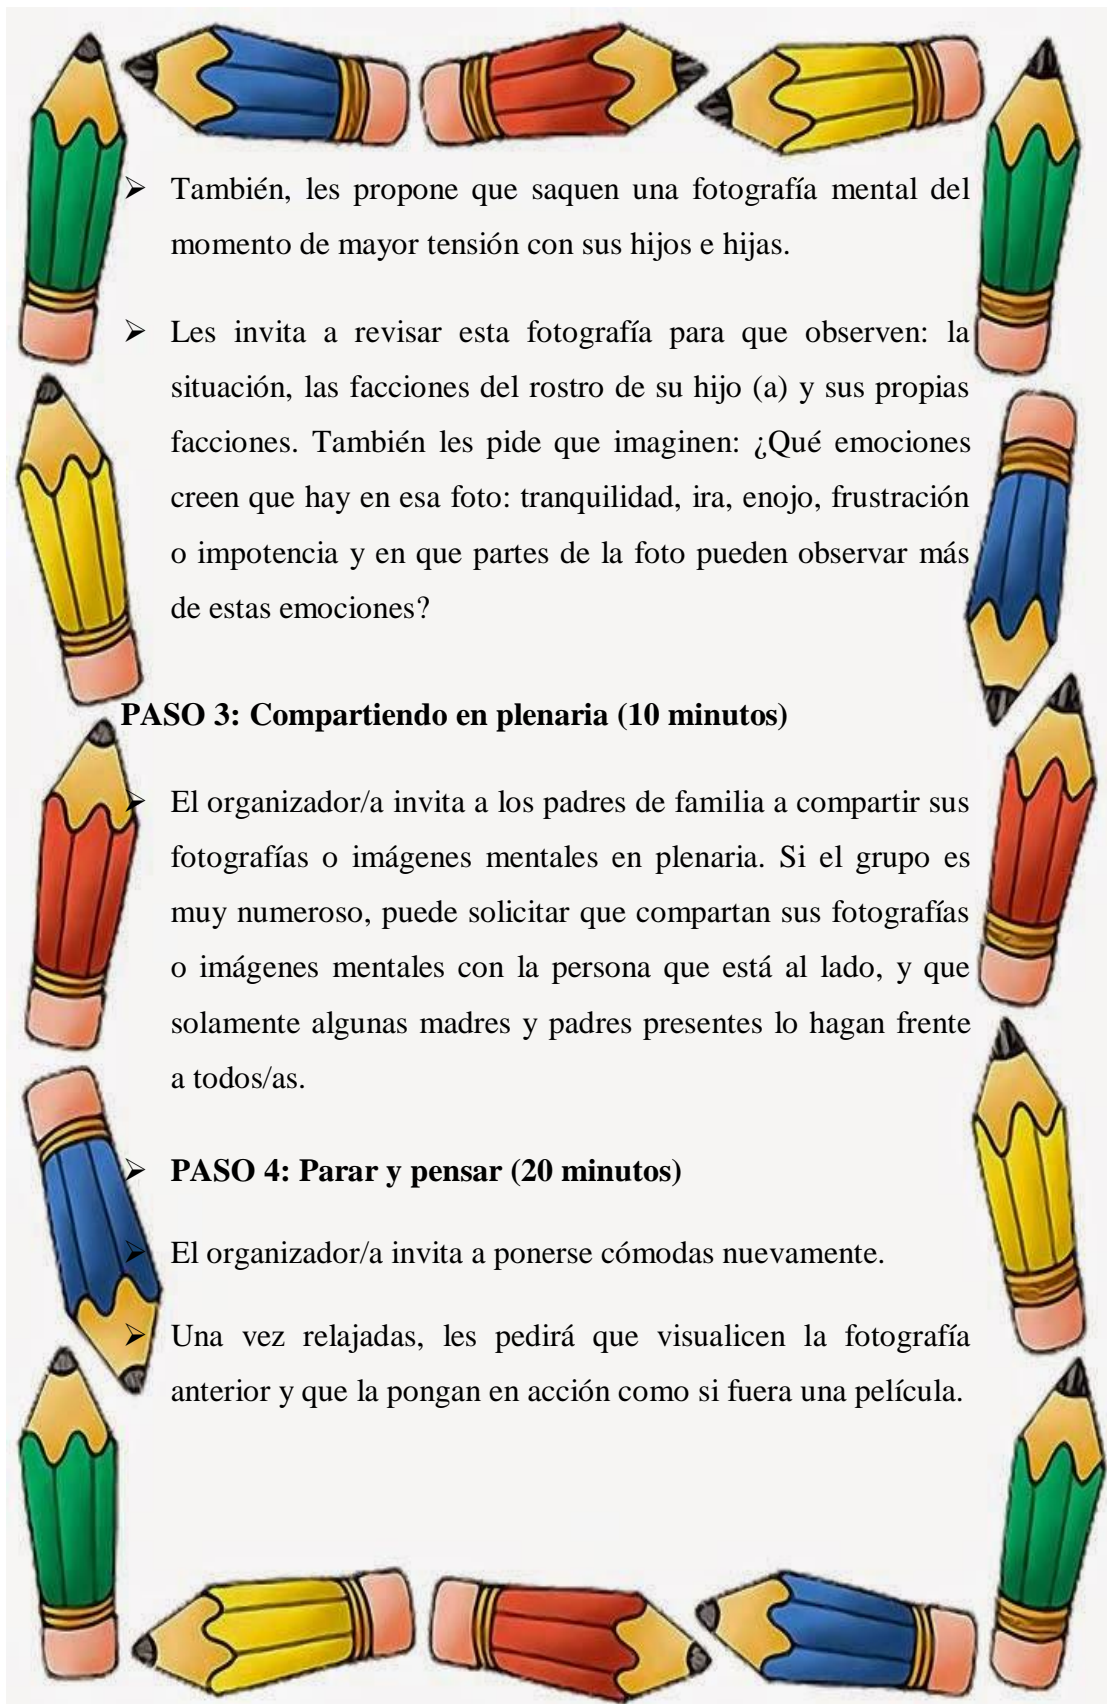 ➢ También, les propone que saquen una fotografía mental del
momento de mayor tensión con sus hijos e hijas.
➢ Les invita a revisar esta fotografía para que observen: la
situación, las facciones del rostro de su hijo (a) y sus propias
facciones. También les pide que imaginen: ¿Qué emociones
creen que hay en esa foto: tranquilidad, ira, enojo, frustración
o impotencia y en que partes de la foto pueden observar más
de estas emociones?
PASO 3: Compartiendo en plenaria (10 minutos)
➢ El organizador/a invita a los padres de familia a compartir sus
fotografías o imágenes mentales en plenaria. Si el grupo es
muy numeroso, puede solicitar que compartan sus fotografías
o imágenes mentales con la persona que está al lado, y que
solamente algunas madres y padres presentes lo hagan frente
a todos/as.
➢ PASO 4: Parar y pensar (20 minutos)
➢ El organizador/a invita a ponerse cómodas nuevamente.
➢ Una vez relajadas, les pedirá que visualicen la fotografía
anterior y que la pongan en acción como si fuera una película.